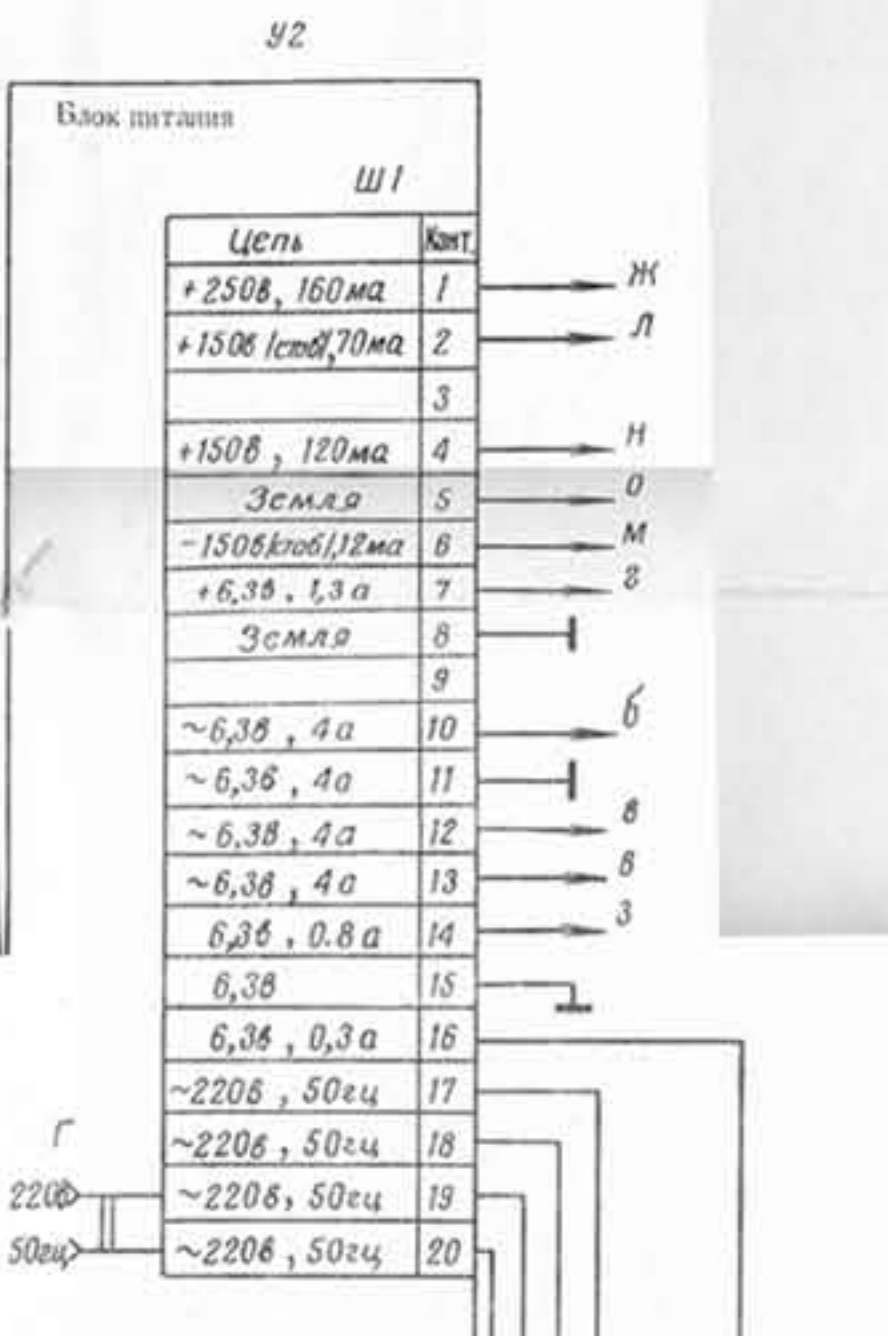 У2
Блок питания
Ш1
Цепь Конт.
+250в, 160ма 1 Ж
+150в /стаб/, 70ма 2 Л
3
+150в, 120ма 4 Н
Земля 5 О
-150в /стаб/, 12ма 6 М
+6,3в, 1,3а 7 г
Земля 8
9
~6,3в, 4а 10 б
~6,3в, 4а 11
~6,3в, 4а 12 в
~6,3в, 4а 13 в
6,3в, 0.8а 14 З
6,3в 15
6,3в, 0,3а 16
~220в, 50гц 17
Г
~220в, 50гц 18
220в ~220в, 50гц 19
50гц ~220в, 50гц 20